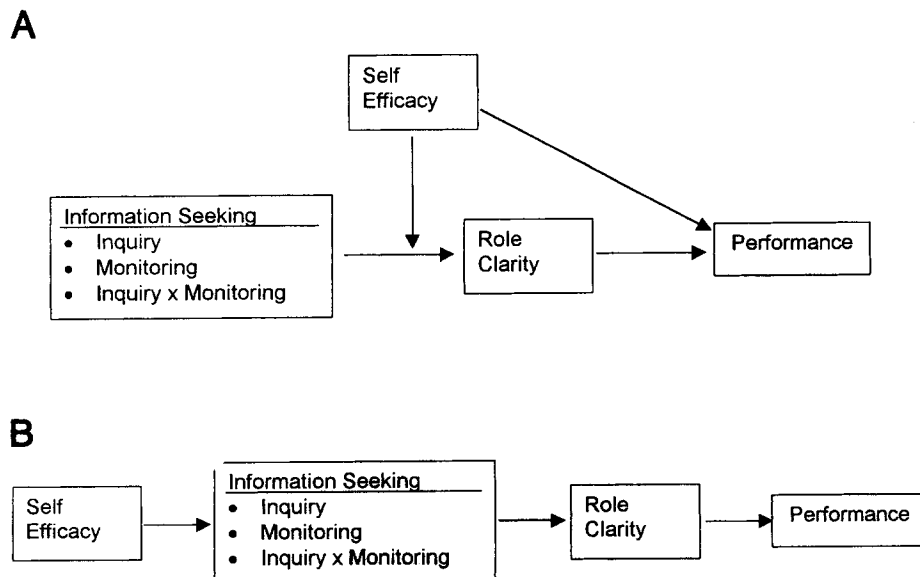 A
Self
Efficacy
Information Seeking
• Inquiry
• Monitoring
• Inquiry x Monitoring
Role
Clarity
Performance
B
Self
Efficacy
Information Seeking
• Inquiry
• Monitoring
• Inquiry x Monitoring
Role
Clarity
Performance